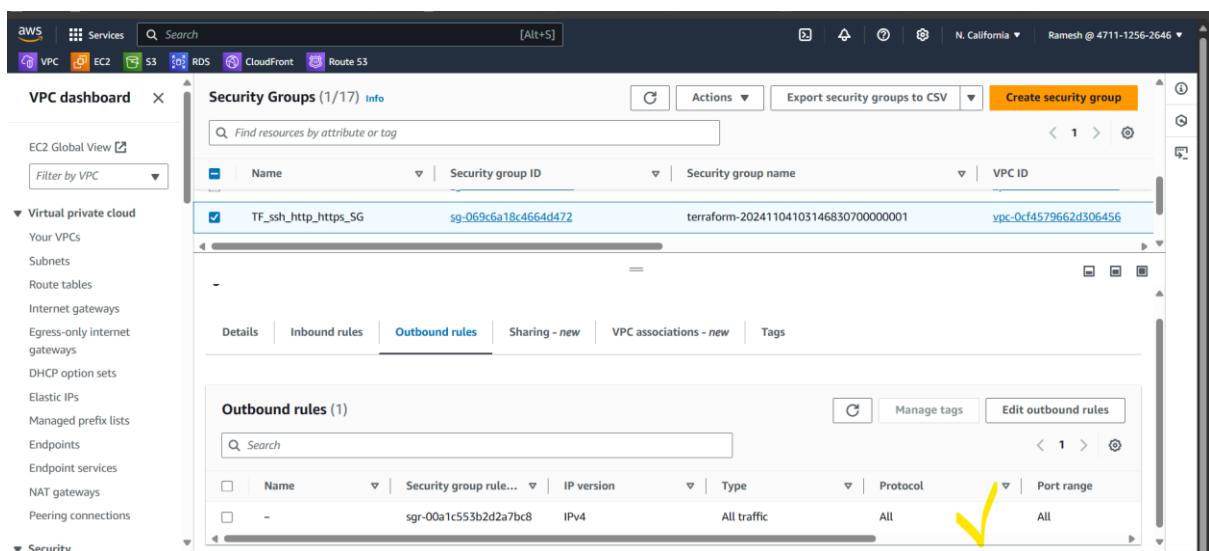 aws Services Search [Alt+S] N. California ▼ Ramesh @ 4711-1256-2646 ▼
VPC EC2 S3 RDS CloudFront Route 53
VPC dashboard
EC2 Global View
Filter by VPC
Virtual private cloud
Your VPCs
Subnets
Route tables
Internet gateways
Egress-only internet
gateways
DHCP option sets
Elastic IPs
Managed prefix lists
Endpoints
Endpoint services
NAT gateways
Peering connections
Security
Security Groups (1/17) Info Actions Export security groups to CSV Create security group
Find resources by attribute or tag 1
Name Security group ID Security group name VPC ID
TF_ssh_http_https_SG sg-069c6a18c4664d472 terraform-20241104103146830700000001 vpc-0cf4579662d306456
Details Inbound rules Outbound rules Sharing - new VPC associations - new Tags
Outbound rules (1) Manage tags Edit outbound rules
Search 1
Name Security group rule... IP version Type Protocol Port range
– sgr-00a1c553b2d2a7bc8 IPv4 All traffic All All